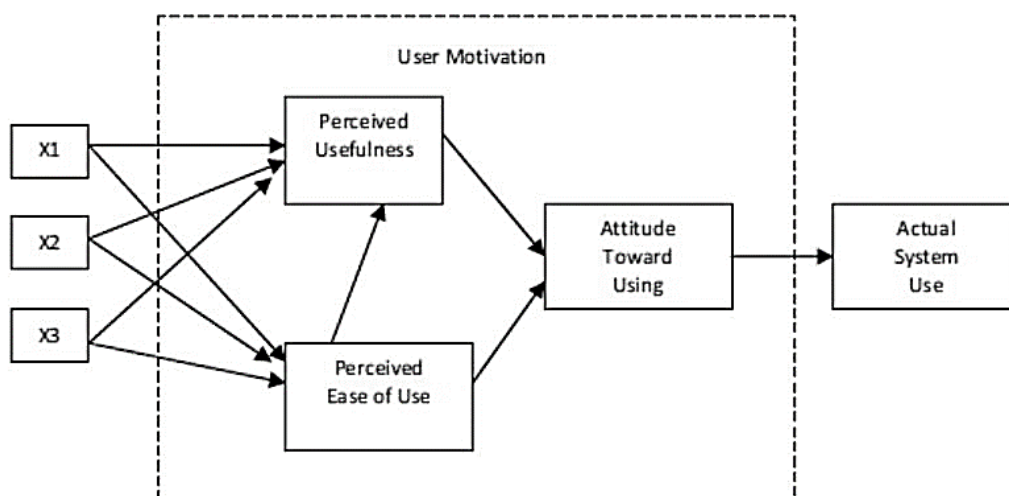 User Motivation
X1
X2
X3
Perceived
Usefulness
Perceived
Ease of Use
Attitude
Toward
Using
Actual
System
Use